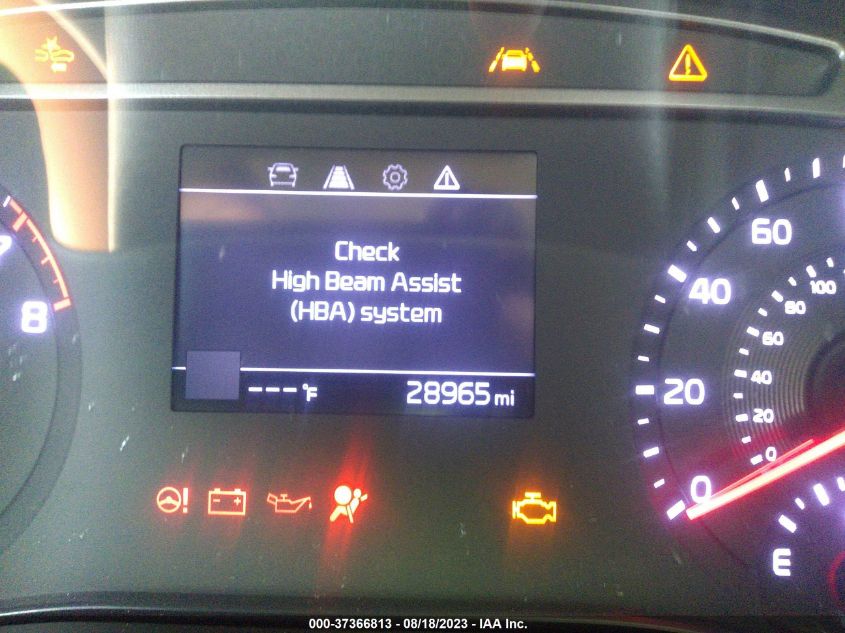 Check
High Beam Assist
(HBA) system
--- °F
28965 mi
7
8
60
40
20
0
100
80
60
40
20
0
E
000-37366813 - 08/18/2023 - IAA Inc.